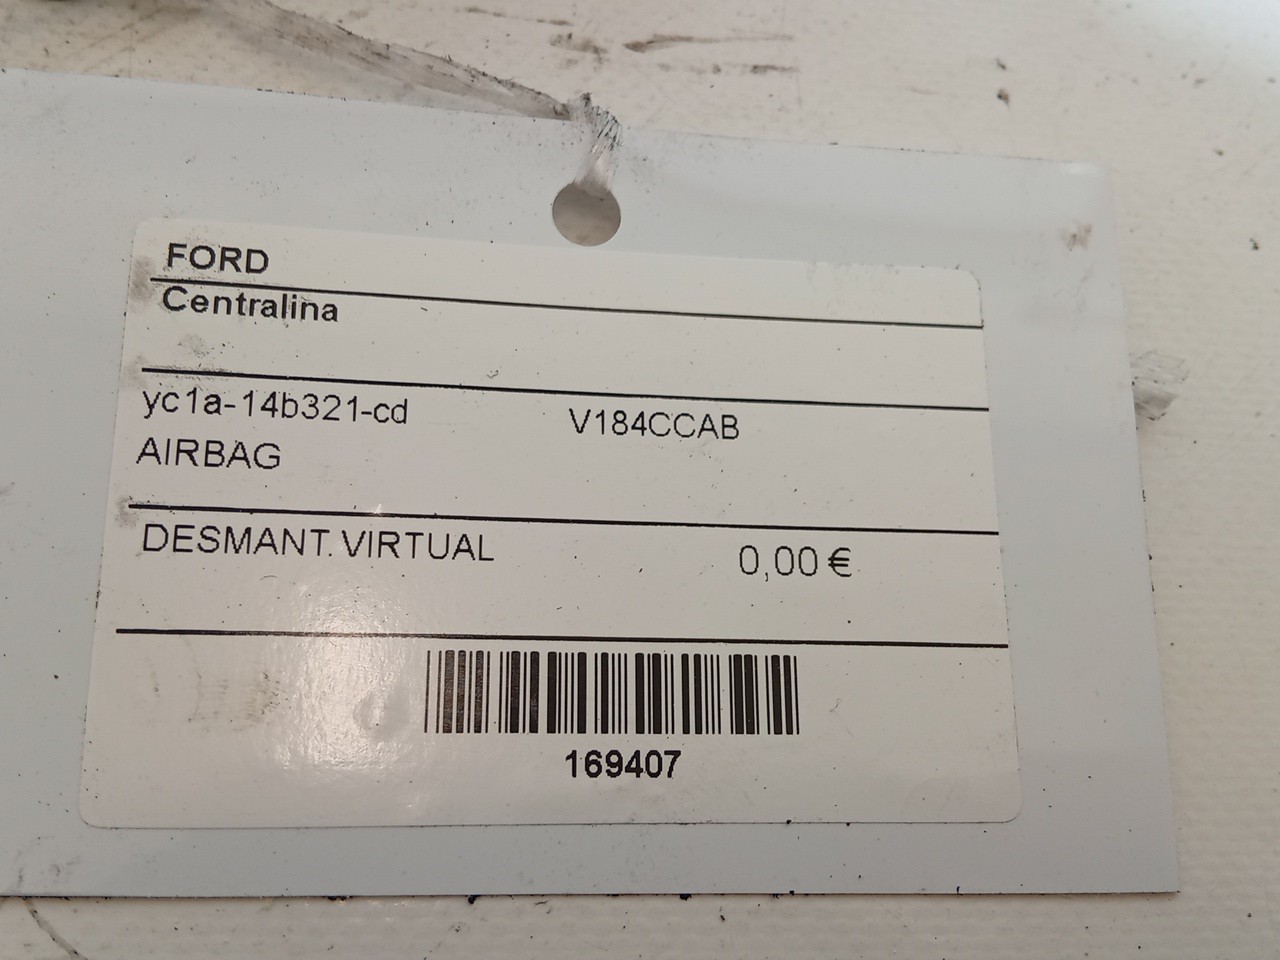 FORD
Centralina
yc1a-14b321-cd V184CCAB
AIRBAG
DESMANT. VIRTUAL 0,00 €
169407